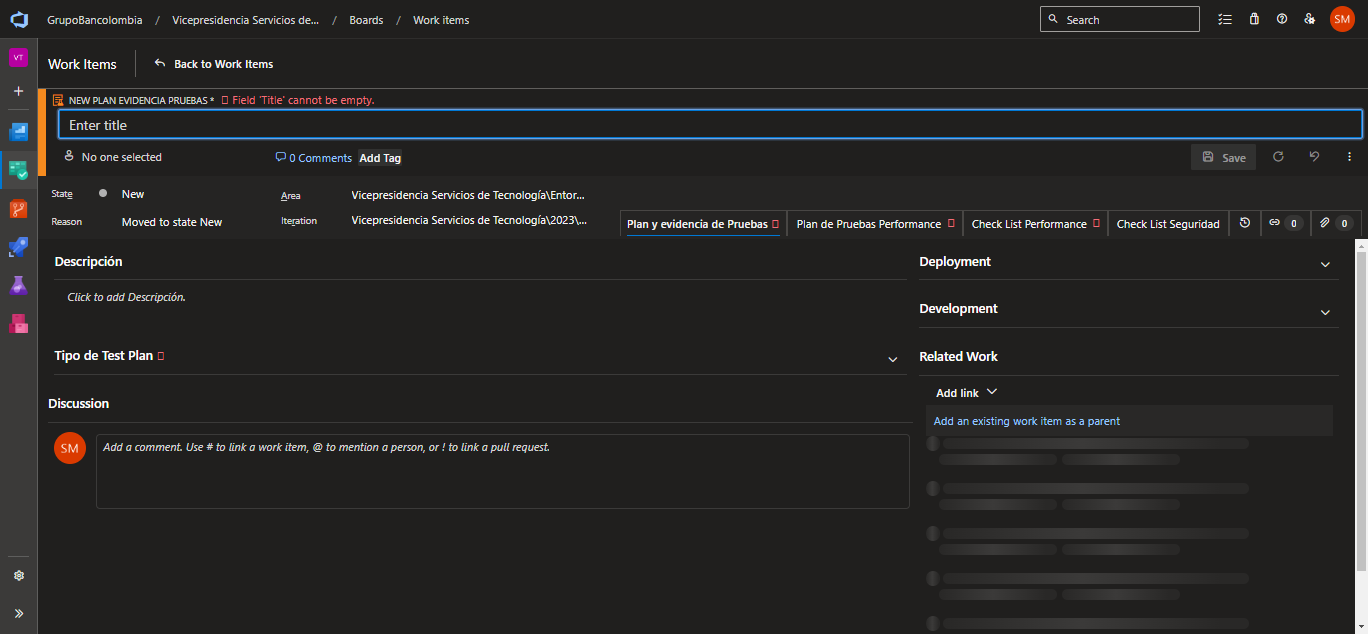 GrupoBancolombia / Vicepresidencia Servicios de... / Boards / Work items
Search
SM
VT
Work Items
Back to Work Items
NEW PLAN EVIDENCIA PRUEBAS * Field 'Title' cannot be empty.
Enter title
No one selected
0 Comments
Add Tag
Save
State
New
Area
Vicepresidencia Servicios de Tecnología\Entor...
Reason
Moved to state New
Iteration
Vicepresidencia Servicios de Tecnología\2023\...
Plan y evidencia de Pruebas
Plan de Pruebas Performance
Check List Performance
Check List Seguridad
0
0
Descripción
Click to add Descripción.
Tipo de Test Plan
Discussion
SM
Add a comment. Use # to link a work item, @ to mention a person, or ! to link a pull request.
Deployment
Development
Related Work
Add link
Add an existing work item as a parent